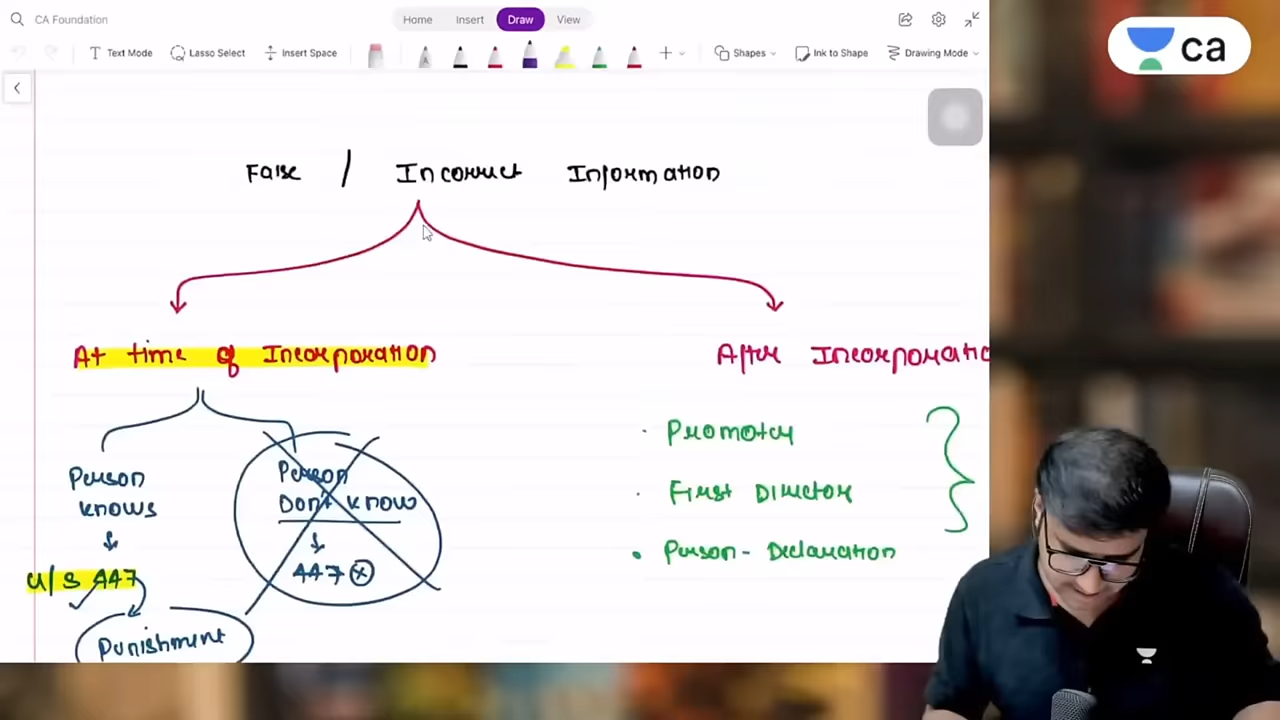 CA Foundation
Home Insert Draw View
Text Mode Lasso Select Insert Space Shapes Ink to Shape Drawing Mode
ca
False / Incorrect Information
At time of Incorporation
After Incorporatio
Person
knows
Person
Dont know
447
u/s 447
Punishment
Promoter
First Director
Person - Declaration